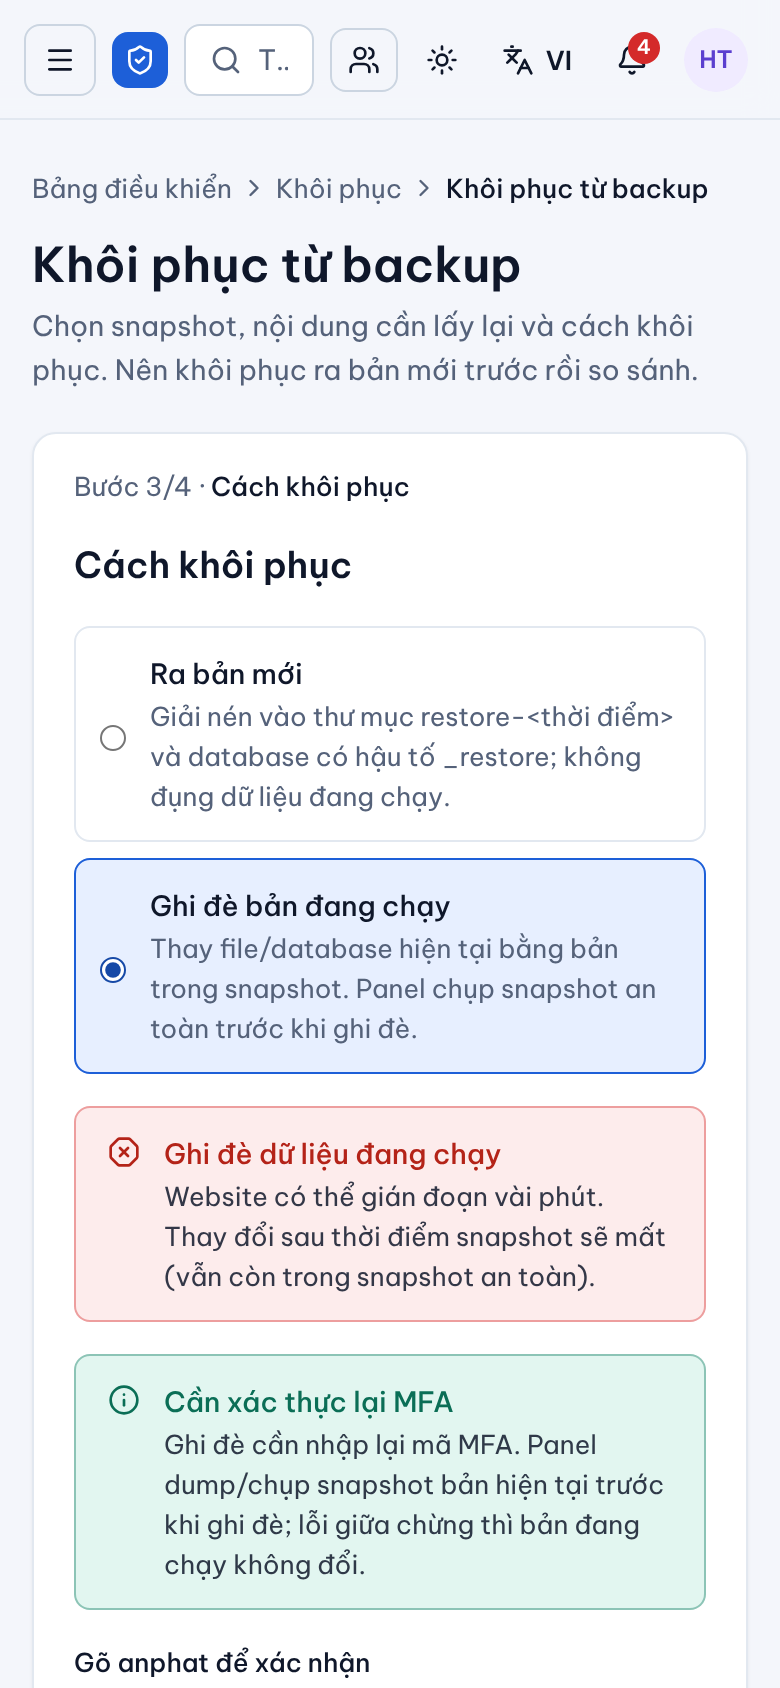 T..
VI
4
HT
Bảng điều khiển > Khôi phục > Khôi phục từ backup
Khôi phục từ backup
Chọn snapshot, nội dung cần lấy lại và cách khôi
phục. Nên khôi phục ra bản mới trước rồi so sánh.
Bước 3/4 · Cách khôi phục
Cách khôi phục
Ra bản mới
Giải nén vào thư mục restore-<thời điểm>
và database có hậu tố _restore; không
đụng dữ liệu đang chạy.
Ghi đè bản đang chạy
Thay file/database hiện tại bằng bản
trong snapshot. Panel chụp snapshot an
toàn trước khi ghi đè.
Ghi đè dữ liệu đang chạy
Website có thể gián đoạn vài phút.
Thay đổi sau thời điểm snapshot sẽ mất
(vẫn còn trong snapshot an toàn).
Cần xác thực lại MFA
Ghi đè cần nhập lại mã MFA. Panel
dump/chụp snapshot bản hiện tại trước
khi ghi đè; lỗi giữa chừng thì bản đang
chạy không đổi.
Gõ anphat để xác nhận